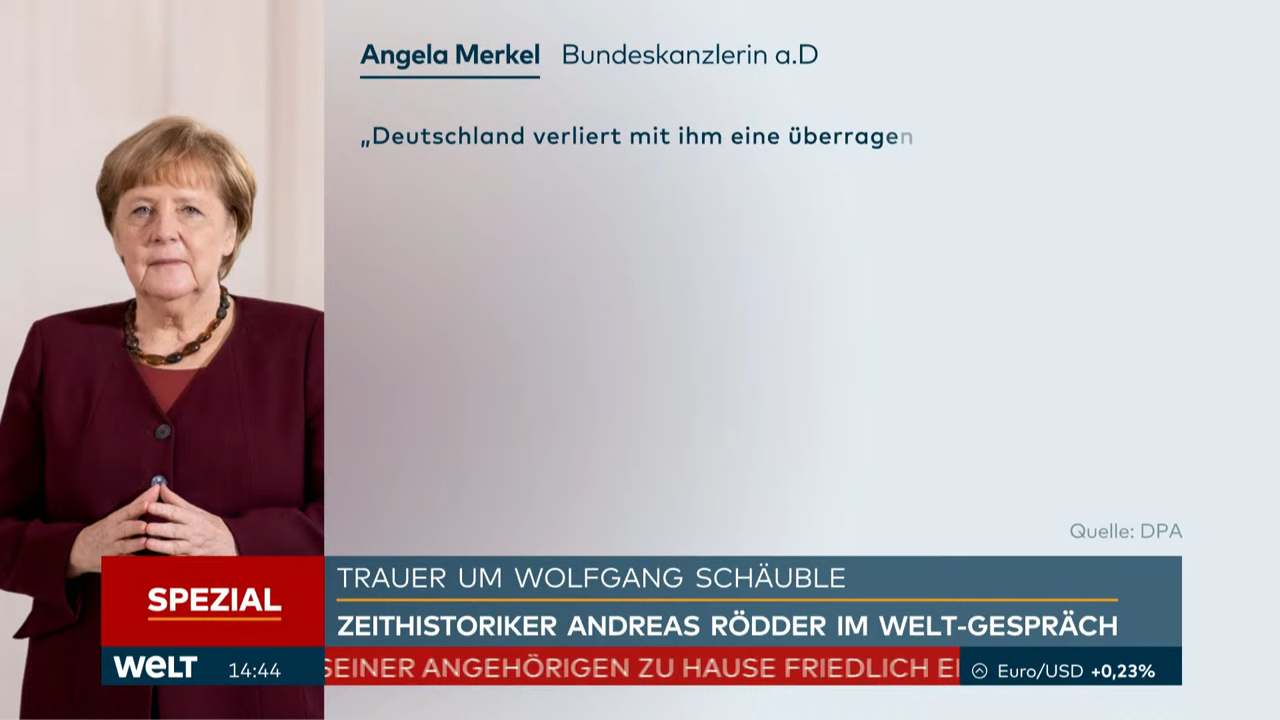 Angela Merkel Bundeskanzlerin a.D
„Deutschland verliert mit ihm eine überragen
Quelle: DPA
SPEZIAL
TRAUER UM WOLFGANG SCHÄUBLE
ZEITHISTORIKER ANDREAS RÖDDER IM WELT-GESPRÄCH
WELT 14:44
SEINER ANGEHÖRIGEN ZU HAUSE FRIEDLICH
Euro/USD +0,23%